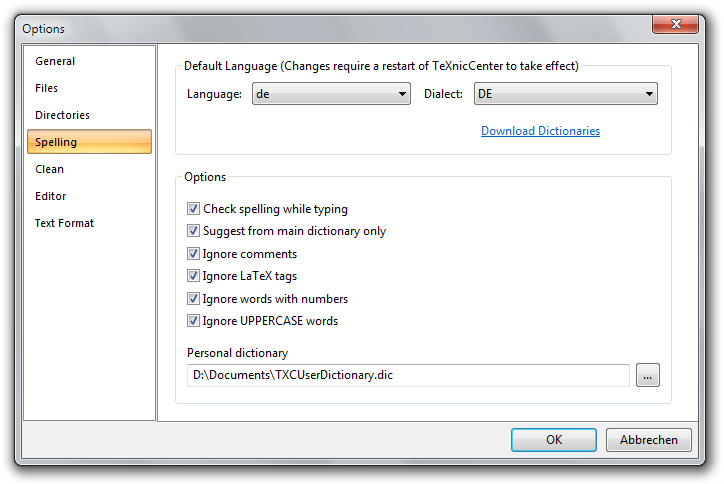 Options
General
Files
Directories
Spelling
Clean
Editor
Text Format
Default Language (Changes require a restart of TeXnicCenter to take effect)
Language: de Dialect: DE
Download Dictionaries
Options
Check spelling while typing
Suggest from main dictionary only
Ignore comments
Ignore LaTeX tags
Ignore words with numbers
Ignore UPPERCASE words
Personal dictionary
D:\Documents\TXCUserDictionary.dic ...
OK Abbrechen